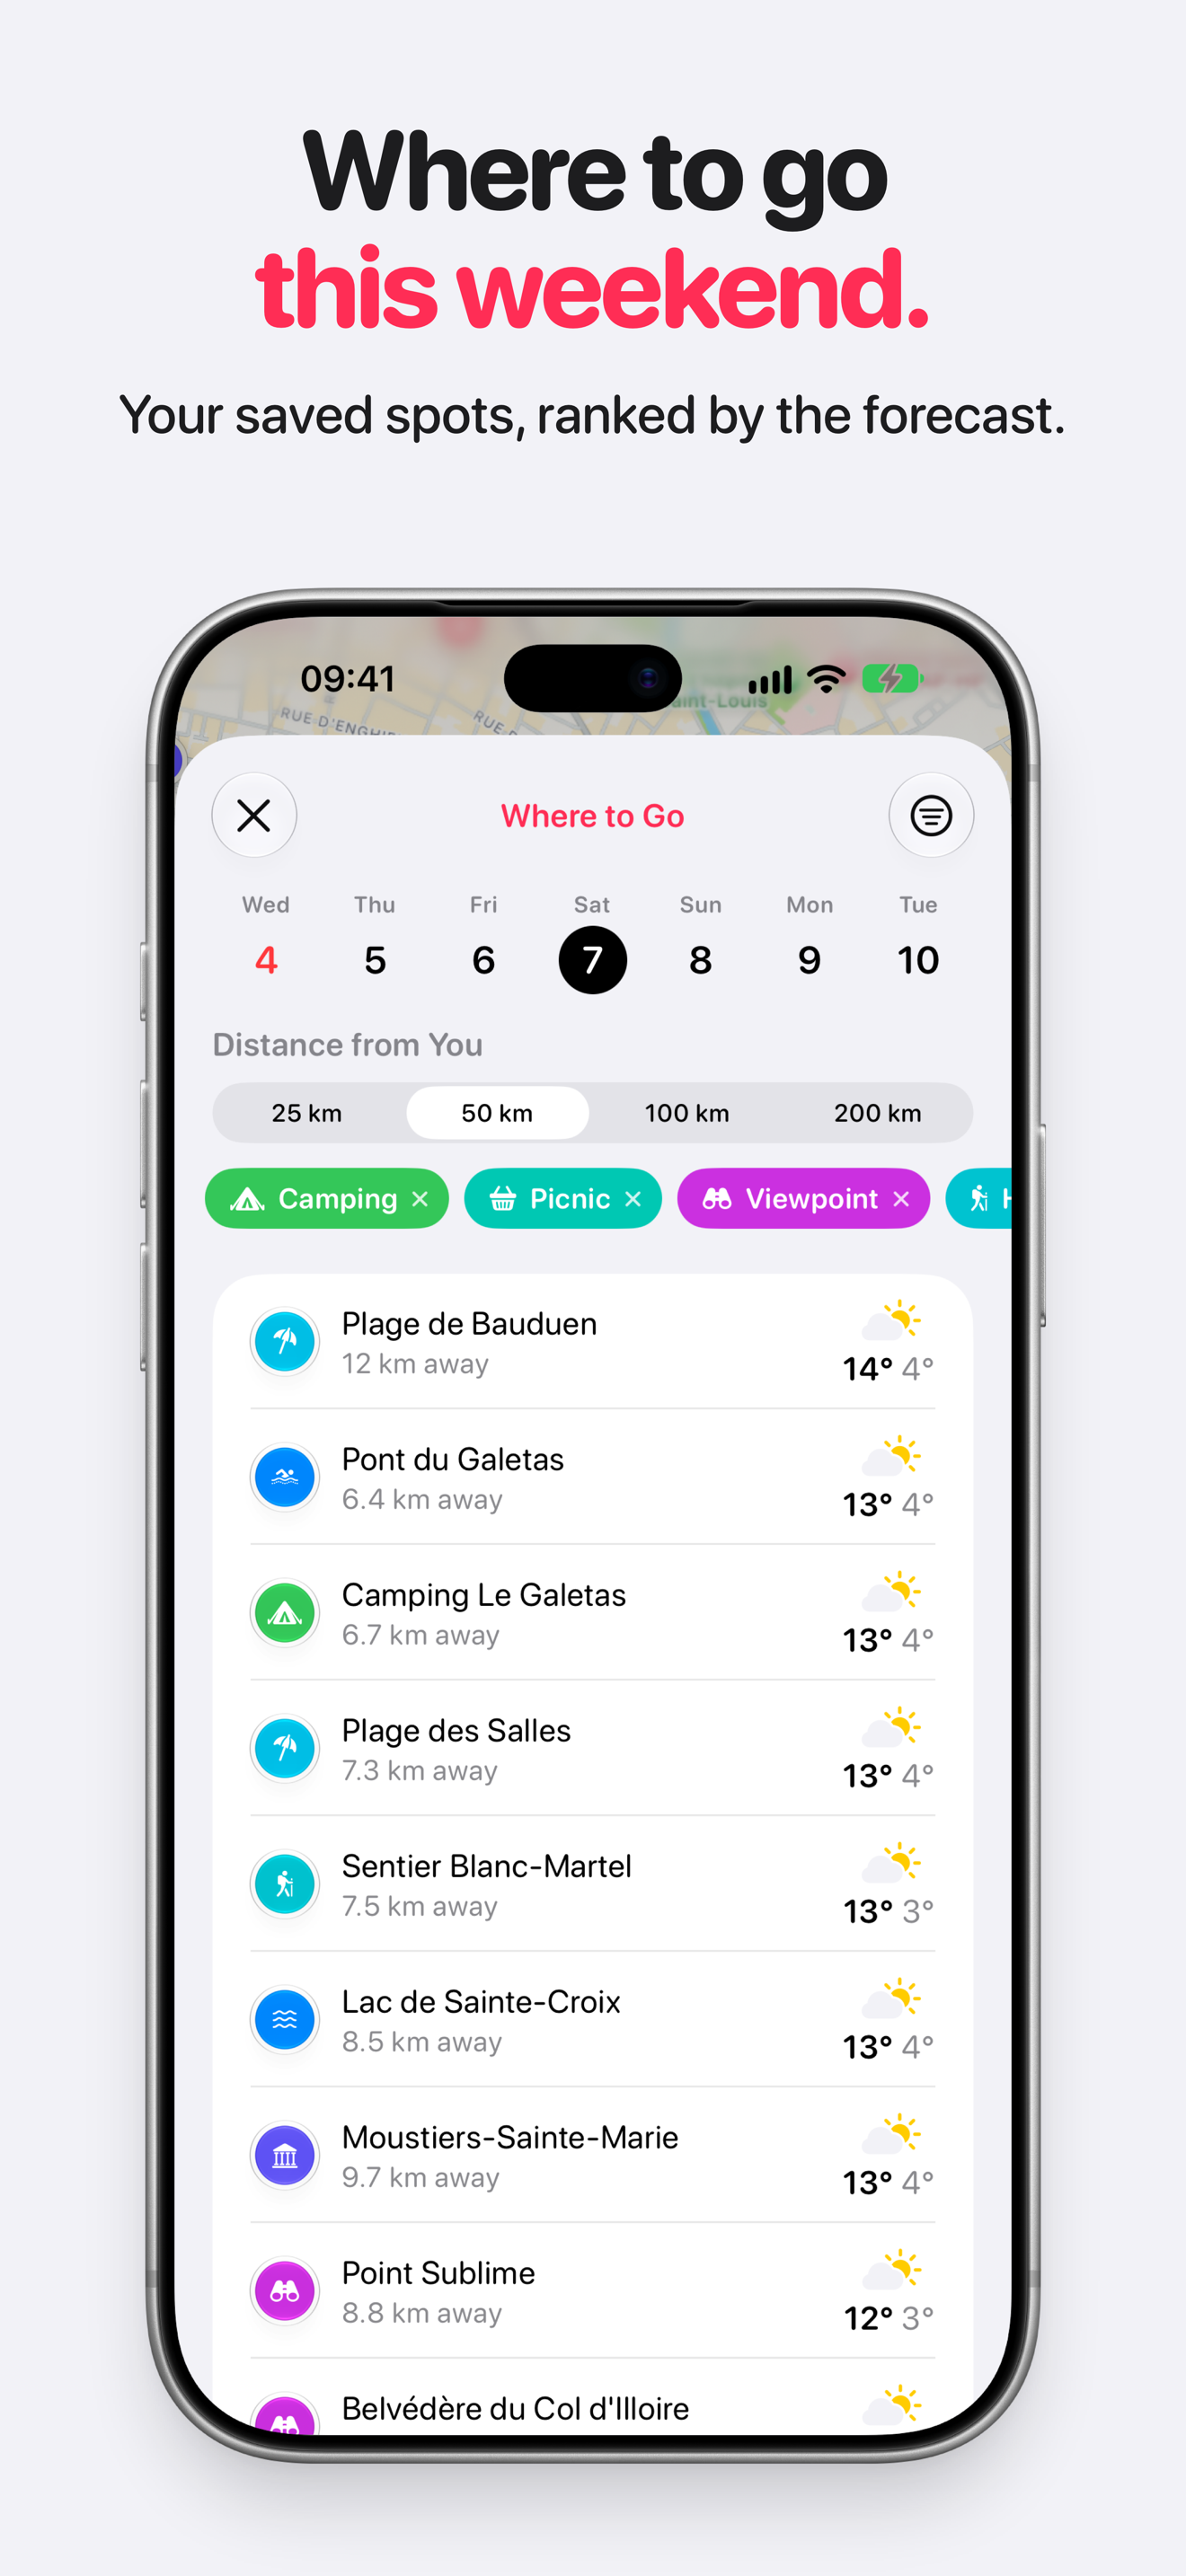 Where to go
this weekend.
Your saved spots, ranked by the forecast.
09:41
RUE D'ENGHI
RUE
aint-Louis
Where to Go
Wed Thu Fri Sat Sun Mon Tue
4 5 6 7 8 9 10
Distance from You
25 km 50 km 100 km 200 km
Camping × Picnic × Viewpoint × H
Plage de Bauduen
12 km away
14° 4°
Pont du Galetas
6.4 km away
13° 4°
Camping Le Galetas
6.7 km away
13° 4°
Plage des Salles
7.3 km away
13° 4°
Sentier Blanc-Martel
7.5 km away
13° 3°
Lac de Sainte-Croix
8.5 km away
13° 4°
Moustiers-Sainte-Marie
9.7 km away
13° 4°
Point Sublime
8.8 km away
12° 3°
Belvédère du Col d'Illoire